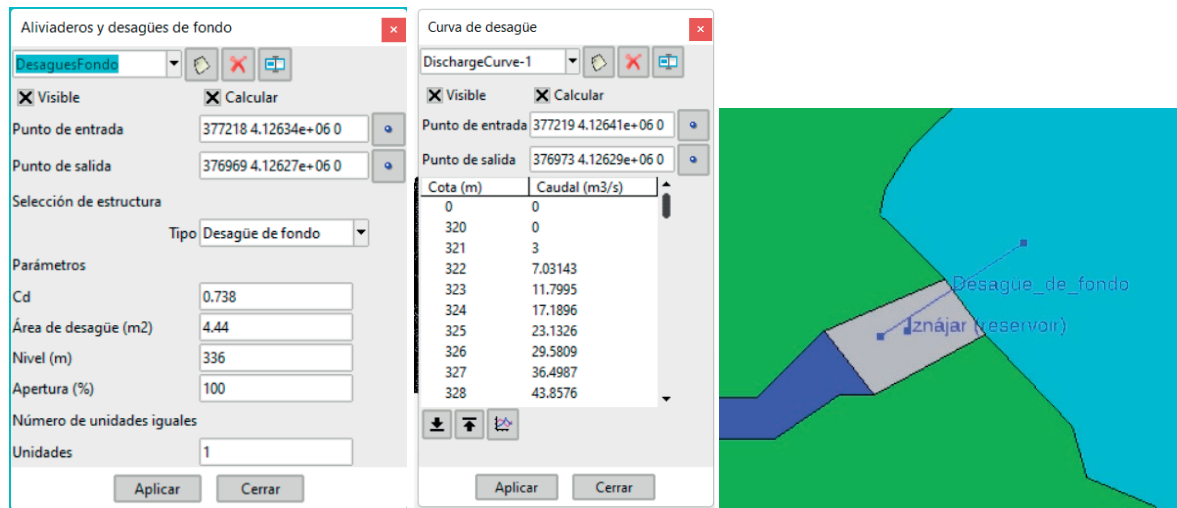 Aliviaderos y desagües de fondo
DesaguesFondo
Visible Calcular
Punto de entrada 377218 4.12634e+06 0
Punto de salida 376969 4.12627e+06 0
Selección de estructura
Tipo Desagüe de fondo
Parámetros
Cd 0.738
Área de desagüe (m2) 4.44
Nivel (m) 336
Apertura (%) 100
Número de unidades iguales
Unidades 1
Aplicar Cerrar
Curva de desagüe
DischargeCurve-1
Visible Calcular
Punto de entrada 377219 4.12641e+06 0
Punto de salida 376973 4.12629e+06 0
Cota (m) Caudal (m3/s)
0 0
320 0
321 3
322 7.03143
323 11.7995
324 17.1896
325 23.1326
326 29.5809
327 36.4987
328 43.8576
Aplicar Cerrar
Desagüe_de_fondo
Iznájar (reservoir)